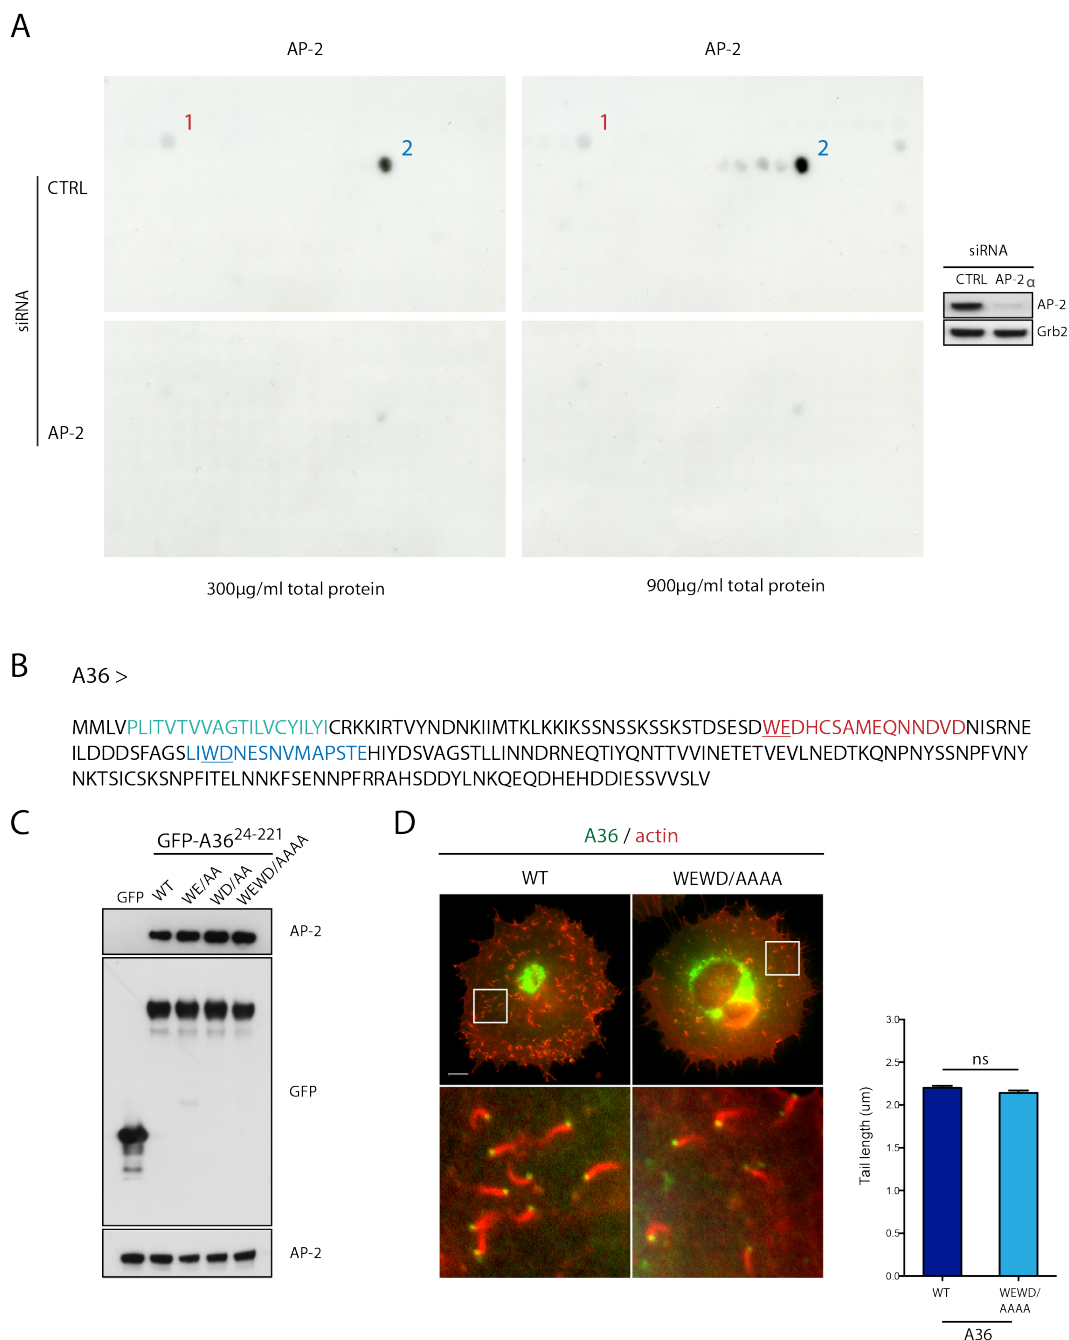 A
AP-2
AP-2
1
2
1
2
CTRL
siRNA
AP-2
300µg/ml total protein
900µg/ml total protein
siRNA
CTRL AP-2 α
AP-2
Grb2
B
A36 >
MMLVPLITVTVVAGTILVCYILYICRKKIRTVYNDNKIIMTKLKKIKSSNSSKSSKSTDSESDWEDHCSAMEQNNDVDNISRNE
ILDDDSFAGSLIWDNESNVMAPSTEHIYDSVAGSTLLINNDRNEQTIYQNTTVVINETETVEVLNEDTKQNPNYSSNPFVNY
NKTSICSKSNPFITELNNKFSENNPFRRAHSDDYLNKQEQDHEHDDIESSVVSLV
C
GFP-A36²⁴⁻²²¹
GFP WT WE/AA WD/AA WEWD/AAAA
AP-2
GFP
AP-2
D
A36 / actin
WT WEWD/AAAA
3.0
2.5
2.0
1.5
1.0
0.5
0.0
Tail length (um)
ns
WT WEWD/
AAAA
A36